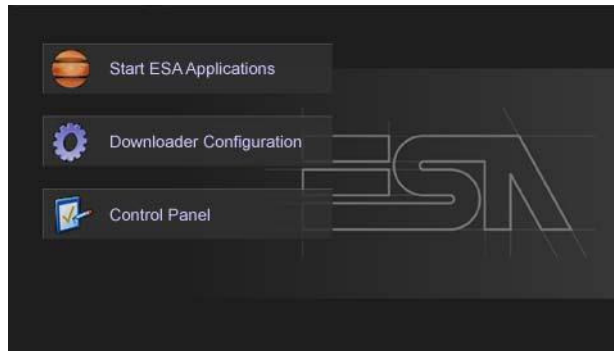 Start ESA Applications
Downloader Configuration
Control Panel
ESA